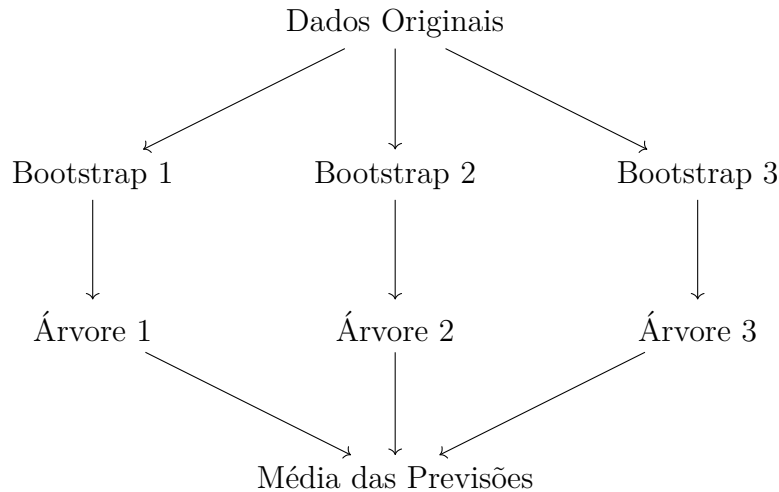 Dados Originais
Bootstrap 1
Bootstrap 2
Bootstrap 3
Árvore 1
Árvore 2
Árvore 3
Média das Previsões